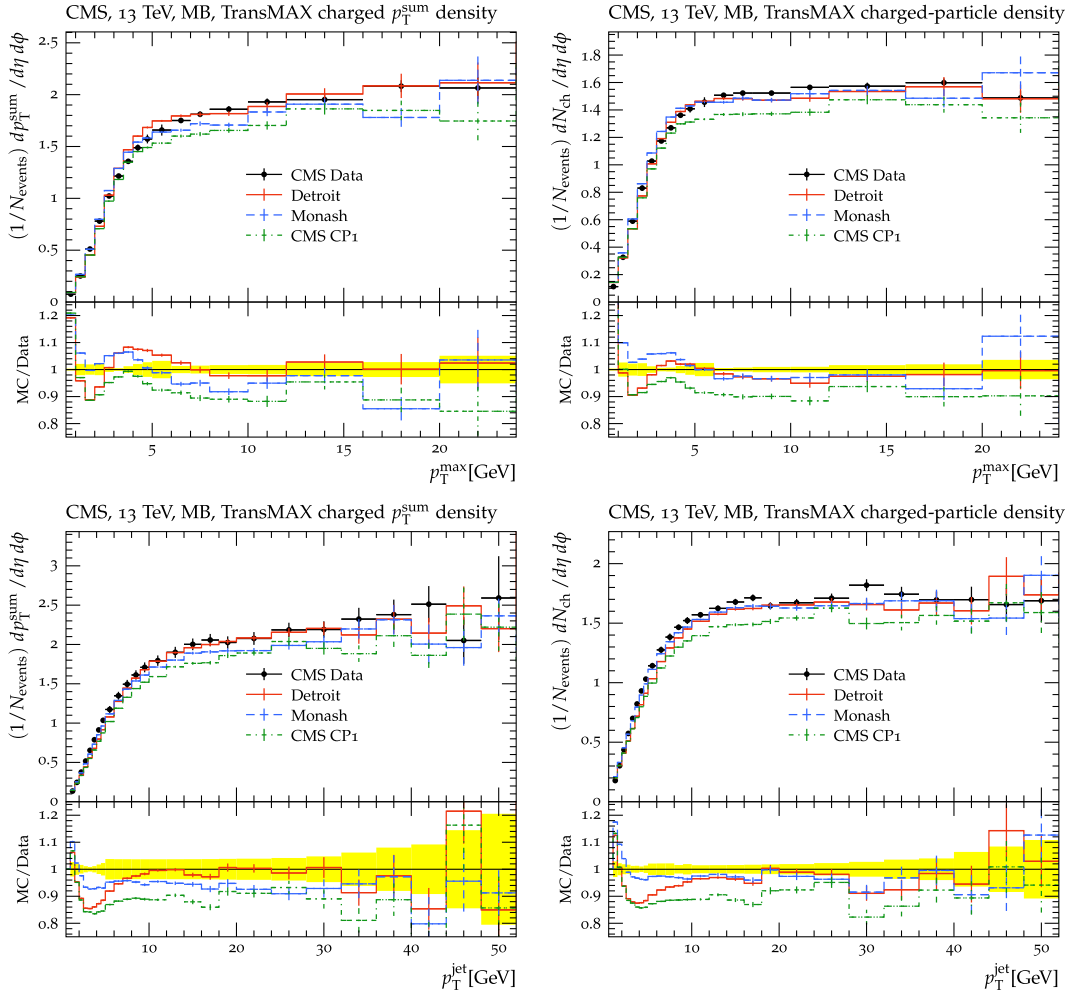 CMS, 13 TeV, MB, TransMAX charged p_T^sum density
(1/N_events) dp_T^sum/dη dϕ
2.5
2
1.5
1
0.5
0
CMS Data
Detroit
Monash
CMS CP1
MC/Data
1.2
1.1
1
0.9
0.8
5
10
15
20
p_T^max [GeV]
CMS, 13 TeV, MB, TransMAX charged-particle density
(1/N_events) dN_ch/dη dϕ
1.8
1.6
1.4
1.2
1
0.8
0.6
0.4
0.2
0
CMS Data
Detroit
Monash
CMS CP1
MC/Data
1.2
1.1
1
0.9
0.8
5
10
15
20
p_T^max [GeV]
CMS, 13 TeV, MB, TransMAX charged p_T^sum density
(1/N_events) dp_T^sum/dη dϕ
3.5
3
2.5
2
1.5
1
0.5
0
CMS Data
Detroit
Monash
CMS CP1
MC/Data
1.2
1.1
1
0.9
0.8
10
20
30
40
50
p_T^jet [GeV]
CMS, 13 TeV, MB, TransMAX charged-particle density
(1/N_events) dN_ch/dη dϕ
2
1.5
1
0.5
0
CMS Data
Detroit
Monash
CMS CP1
MC/Data
1.2
1.1
1
0.9
0.8
10
20
30
40
50
p_T^jet [GeV]